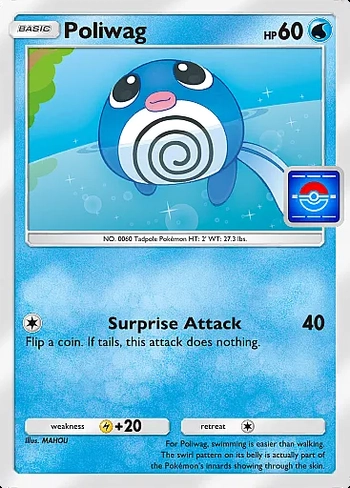 BASIC Poliwag HP 60
NO. 0060 Tadpole Pokémon HT: 2' WT: 27.3 lbs.
Surprise Attack 40
Flip a coin. If tails, this attack does nothing.
weakness +20 retreat
Illus. MAHOU
For Poliwag, swimming is easier than walking.
The swirl pattern on its belly is actually part
of the Pokémon's innards showing through the skin.